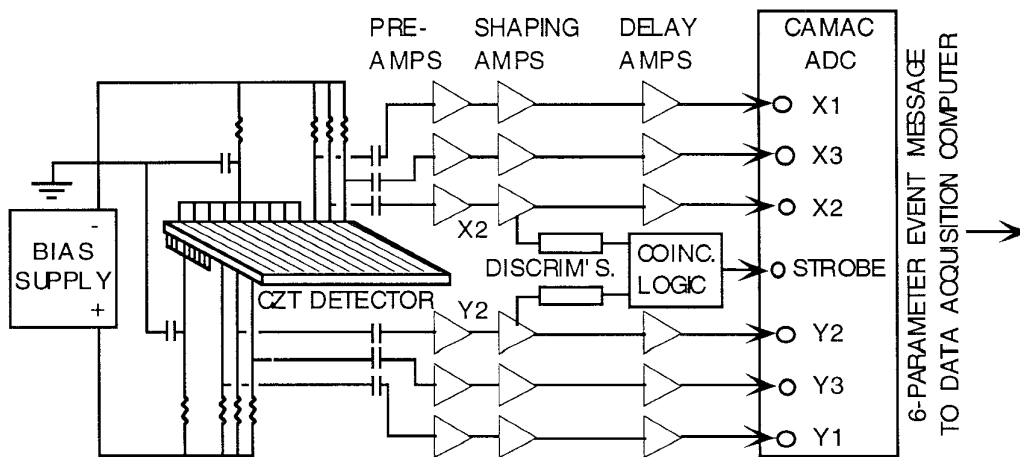 PRE-
AMPS
SHAPING
AMPS
DELAY
AMPS
CAMAC
ADC
X1
X3
X2
X2
-
BIAS
SUPPLY
+
DISCRIM'S.
COINC.
LOGIC
STROBE
CZT DETECTOR
Y2
Y2
Y3
Y1
6-PARAMETER EVENT MESSAGE
TO DATA ACQUISITION COMPUTER